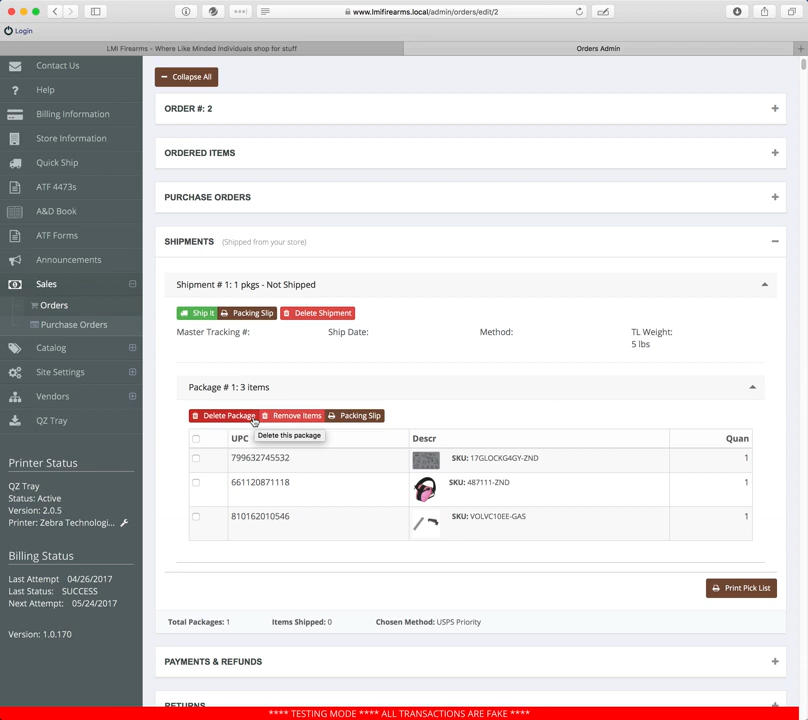 www.lmifirearms.local/admin/orders/edit/2
Login
LMI Firearms - Where Like Minded Individuals shop for stuff
Orders Admin
Contact Us
Help
Billing Information
Store Information
Quick Ship
ATF 4473s
A&D Book
ATF Forms
Announcements
Sales
Orders
Purchase Orders
Catalog
Site Settings
Vendors
QZ Tray
Printer Status
QZ Tray
Status: Active
Version: 2.0.5
Printer: Zebra Technologi...
Billing Status
Last Attempt 04/26/2017
Last Status: SUCCESS
Next Attempt: 05/24/2017
Version: 1.0.170
Collapse All
ORDER #: 2
ORDERED ITEMS
PURCHASE ORDERS
SHIPMENTS (Shipped from your store)
Shipment # 1: 1 pkgs - Not Shipped
Ship It Packing Slip Delete Shipment
Master Tracking #: Ship Date: Method: TL Weight:
5 lbs
Package # 1: 3 items
Delete Package Remove Items Packing Slip
Delete this package
UPC Descr Quan
799632745532 SKU: 17GLOCKG4GY-ZND 1
661120871118 SKU: 487111-ZND 1
810162010546 SKU: VOLVC10EE-GAS 1
Print Pick List
Total Packages: 1 Items Shipped: 0 Chosen Method: USPS Priority
PAYMENTS & REFUNDS
RETURNS
**** TESTING MODE **** ALL TRANSACTIONS ARE FAKE ****